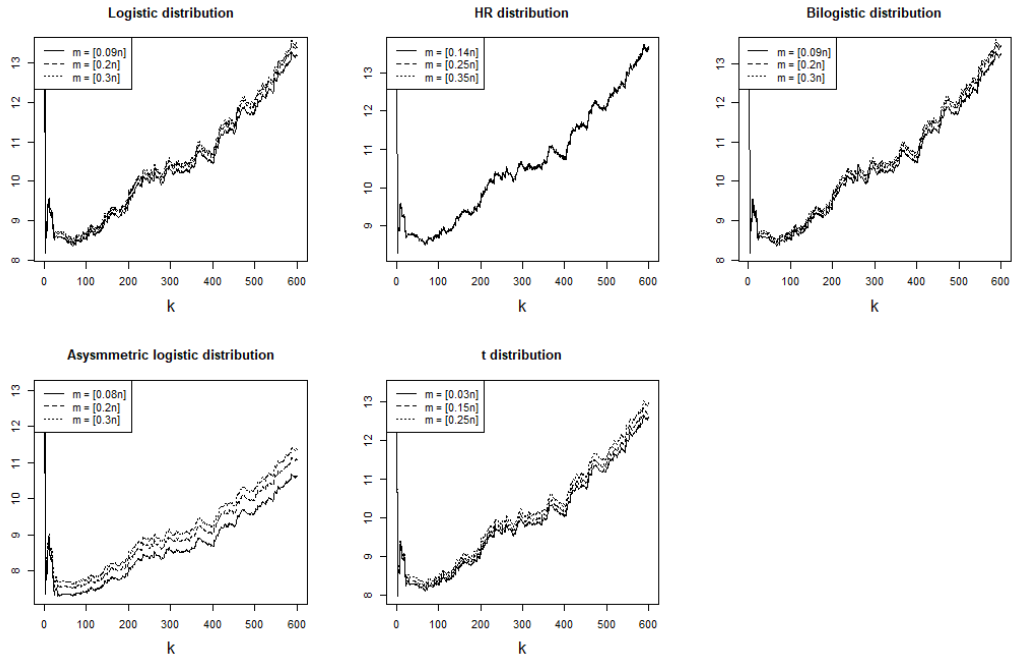 Logistic distribution
m = [0.09n]
m = [0.2n]
m = [0.3n]
13
12
11
10
9
8
0 100 200 300 400 500 600
k
HR distribution
m = [0.14n]
m = [0.25n]
m = [0.35n]
13
12
11
10
9
0 100 200 300 400 500 600
k
Bilogistic distribution
m = [0.09n]
m = [0.2n]
m = [0.3n]
13
12
11
10
9
8
0 100 200 300 400 500 600
k
Asysmmetric logistic distribution
m = [0.08n]
m = [0.2n]
m = [0.3n]
13
12
11
10
9
8
0 100 200 300 400 500 600
k
t distribution
m = [0.03n]
m = [0.15n]
m = [0.25n]
13
12
11
10
9
8
0 100 200 300 400 500 600
k